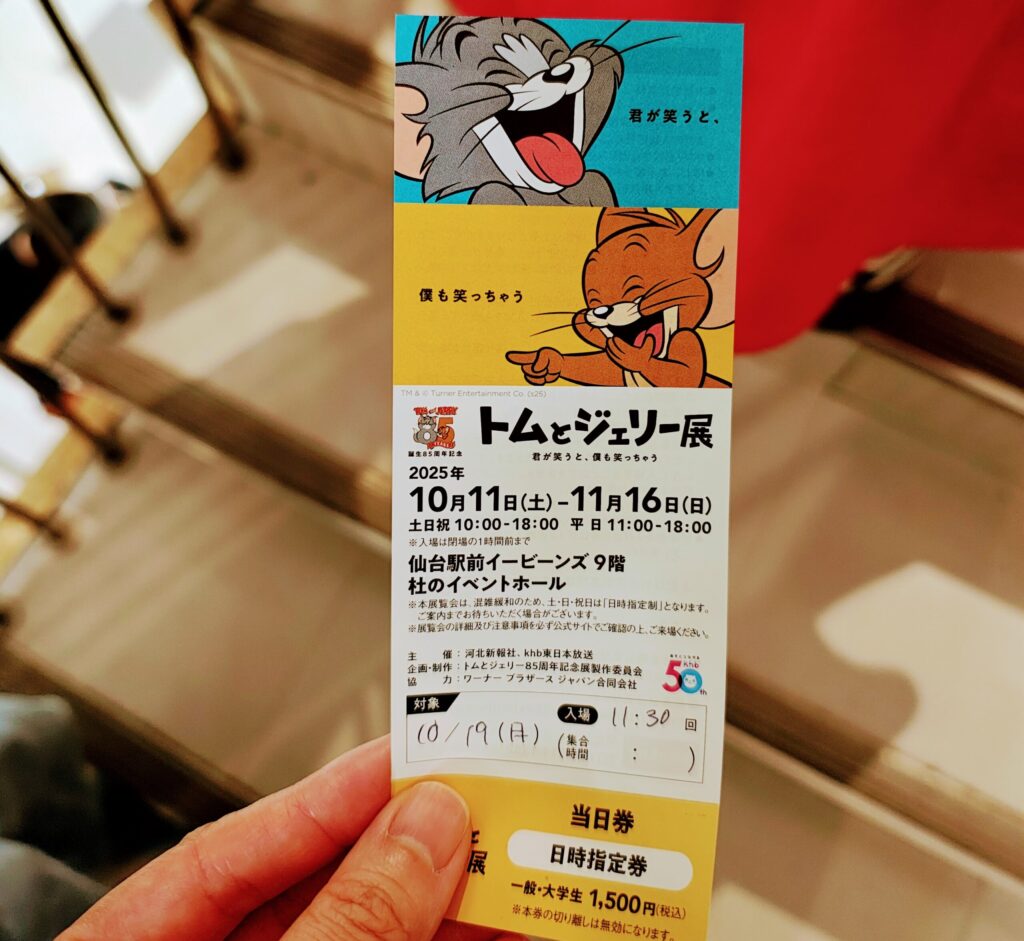 君が笑うと、
僕も笑っちゃう
TM & © Turner Entertainment Co. (s25)
TOM and JERRY
85
誕生85周年記念
トムとジェリー展
君が笑うと、僕も笑っちゃう
2025年
10月11日(土)–11月16日(日)
土日祝 10:00-18:00 平日 11:00-18:00
※入場は閉場の1時間前まで
仙台駅前イービーンズ 9階
杜のイベントホール
※本展覧会は、混雑緩和のため、土・日・祝日は「日時指定制」となります。
ご案内までお待ちいただく場合がございます。
※展覧会の詳細及び注意事項を必ず公式サイトでご確認の上、ご来場ください。
主催：河北新報社、khb東日本放送
企画・制作：トムとジェリー85周年記念展製作委員会
協力：ワーナー ブラザース ジャパン合同会社
khb
50th
対象
10/19(日)
入場 11:30 回
(集合時間 : )
当日券
日時指定券
展
一般・大学生 1,500円(税込)
※本券の切り離しは無効になります。